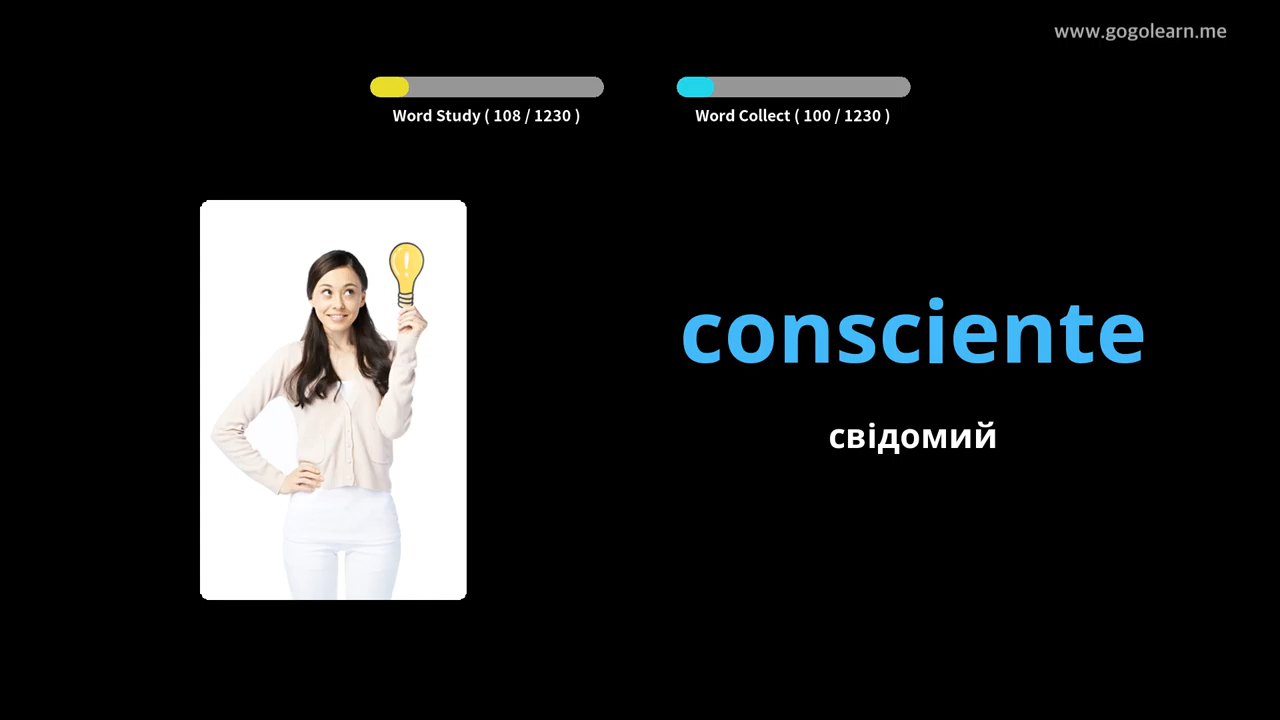 www.gogolearn.me
Word Study ( 108 / 1230 )
Word Collect ( 100 / 1230 )
consciente
свідомий